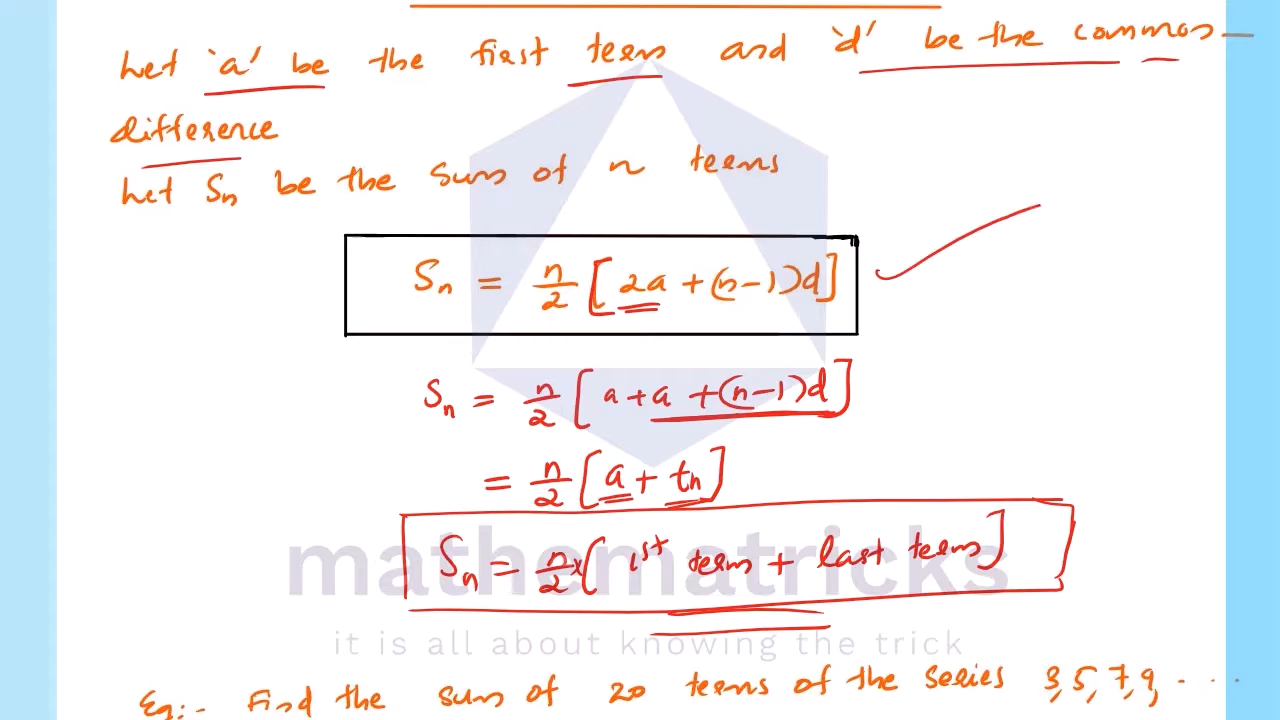 Let 'a' be the first term and 'd' be the common
difference
Let Sn be the sum of n terms
Sn = n/2 [2a + (n-1)d]
Sn = n/2 [a + a + (n-1)d]
= n/2 [a + tn]
Sn = n/2 x [1st term + last term]
mathematricks
it is all about knowing the trick
Eg:- Find the sum of 20 terms of the series 3, 5, 7, 9, ....